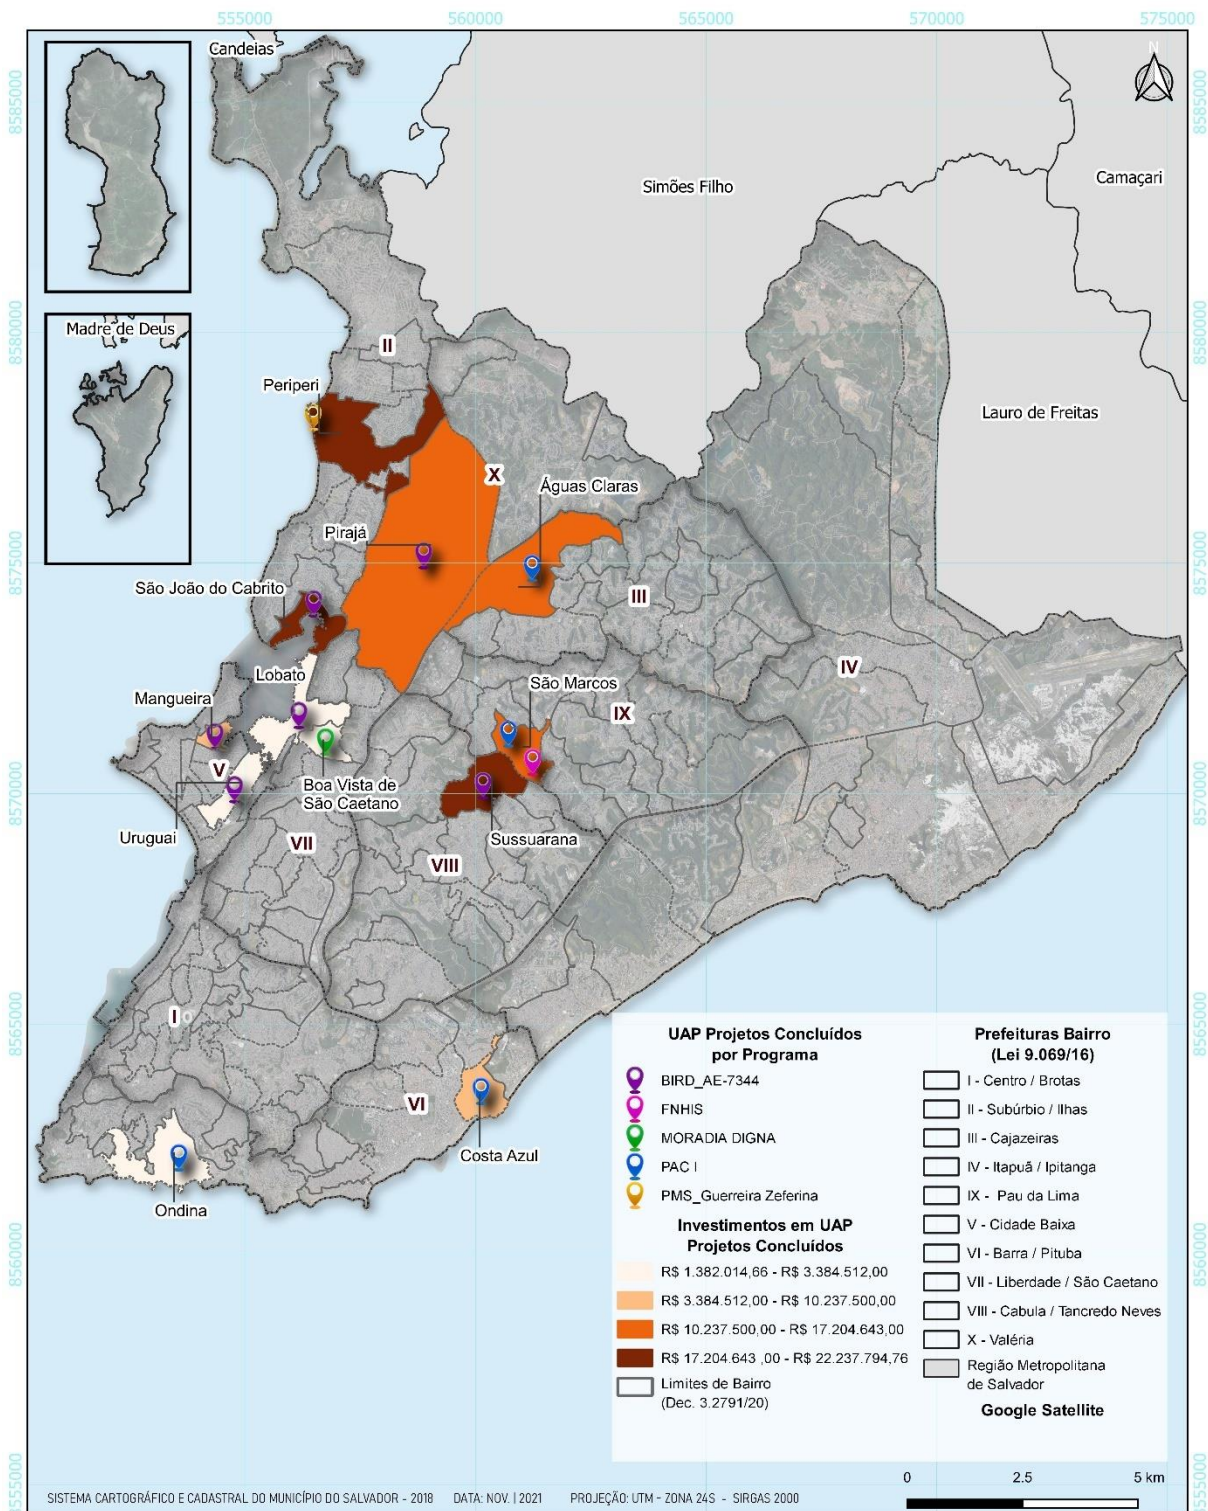 555000 560000 565000 570000 575000
8585000
8585000
8580000
8580000
8575000
8575000
8570000
8570000
8565000
8565000
8560000
8560000
8555000
8555000
N
Candeias
Simões Filho
Camaçari
Madre de Deus
II
Periperi
Lauro de Freitas
X
Águas Claras
Pirajá
São João do Cabrito
III
Lobato
IV
São Marcos
Mangueira
IX
V
Boa Vista de
São Caetano
Uruguai
Sussuarana
VII
VIII
I
VI
Costa Azul
Ondina
UAP Projetos Concluídos
por Programa
BIRD_AE-7344
FNHIS
MORADIA DIGNA
PAC I
PMS_Guerreira Zeferina
Investimentos em UAP
Projetos Concluídos
R$ 1.382.014,66 - R$ 3.384.512,00
R$ 3.384.512,00 - R$ 10.237.500,00
R$ 10.237.500,00 - R$ 17.204.643,00
R$ 17.204.643 ,00 - R$ 22.237.794,76
Limites de Bairro
(Dec. 3.2791/20)
Prefeituras Bairro
(Lei 9.069/16)
I - Centro / Brotas
II - Subúrbio / Ilhas
III - Cajazeiras
IV - Itapuã / Ipitanga
IX - Pau da Lima
V - Cidade Baixa
VI - Barra / Pituba
VII - Liberdade / São Caetano
VIII - Cabula / Tancredo Neves
X - Valéria
Região Metropolitana
de Salvador
Google Satellite
0 2.5 5 km
SISTEMA CARTOGRÁFICO E CADASTRAL DO MUNICÍPIO DO SALVADOR - 2018 DATA: NOV. | 2021 PROJEÇÃO: UTM - ZONA 24S - SIRGAS 2000